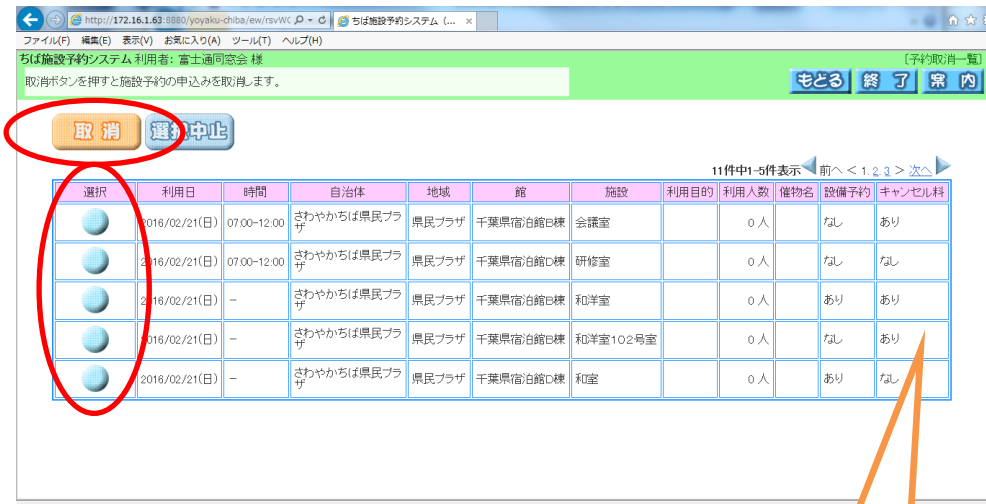 http://172.16.1.63:8880/yoyaku-chiba/ew/rsvWC
ちば施設予約システム (... ×
ファイル(F) 編集(E) 表示(V) お気に入り(A) ツール(T) ヘルプ(H)
ちば施設予約システム 利用者: 富士通同窓会 様 [予約取消一覧]
取消ボタンを押すと施設予約の申込みを取消します。 もどる 終了 案内
取消 選択中止
11件中1-5件表示 前へ < 1. 2. 3 > 次へ
選択 利用日 時間 自治体 地域 館 施設 利用目的 利用人数 催物名 設備予約 キャンセル料
2016/02/21(日) 07:00-12:00 さわやかちば県民プラザ 県民プラザ 千葉県宿泊館B棟 会議室 0人 なし あり
2016/02/21(日) 07:00-12:00 さわやかちば県民プラザ 県民プラザ 千葉県宿泊館D棟 研修室 0人 なし なし
2016/02/21(日) - さわやかちば県民プラザ 県民プラザ 千葉県宿泊館B棟 和洋室 0人 あり あり
2016/02/21(日) - さわやかちば県民プラザ 県民プラザ 千葉県宿泊館B棟 和洋室102号室 0人 なし あり
2016/02/21(日) - さわやかちば県民プラザ 県民プラザ 千葉県宿泊館D棟 和室 0人 あり なし